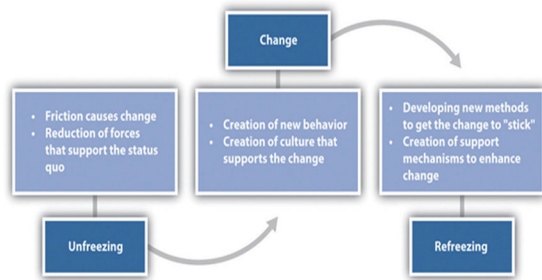 Change
• Friction causes change
• Reduction of forces
that support the status
quo
• Creation of new behavior
• Creation of culture that
supports the change
• Developing new methods
to get the change to "stick"
• Creation of support
mechanisms to enhance
change
Unfreezing
Refreezing